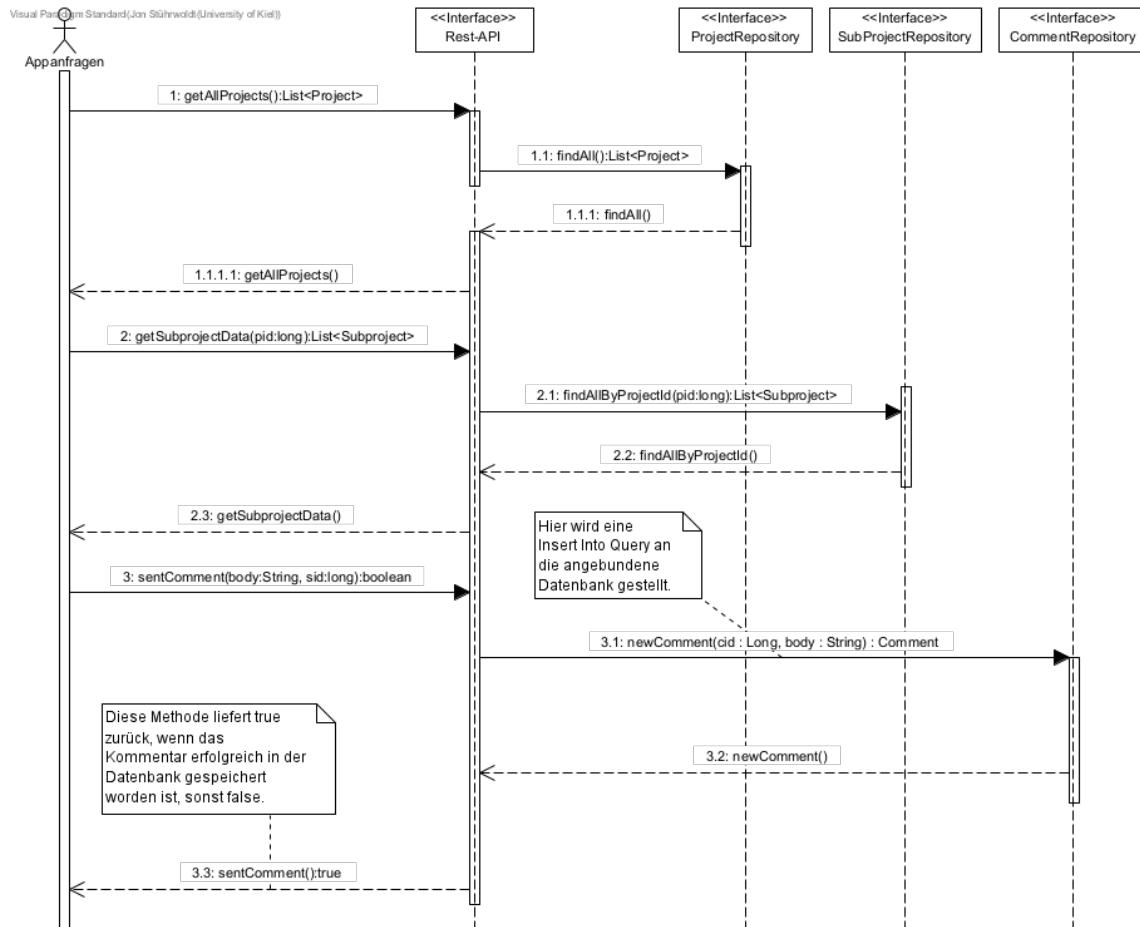 Visual Paradigm Standard(Jon Stührwoldt(University of Kiel))
Appanfragen
<<Interface>>
Rest-API
<<Interface>>
ProjectRepository
<<Interface>>
SubProjectRepository
<<Interface>>
CommentRepository
1: getAllProjects():List<Project>
1.1: findAll():List<Project>
1.1.1: findAll()
1.1.1.1: getAllProjects()
2: getSubprojectData(pid:long):List<Subproject>
2.1: findAllByProjectId(pid:long):List<Subproject>
2.2: findAllByProjectId()
2.3: getSubprojectData()
Hier wird eine
Insert Into Query an
die angebundene
Datenbank gestellt.
3: sentComment(body:String, sid:long):boolean
3.1: newComment(cid : Long, body : String) : Comment
Diese Methode liefert true
zurück, wenn das
Kommentar erfolgreich in der
Datenbank gespeichert
worden ist, sonst false.
3.2: newComment()
3.3: sentComment():true